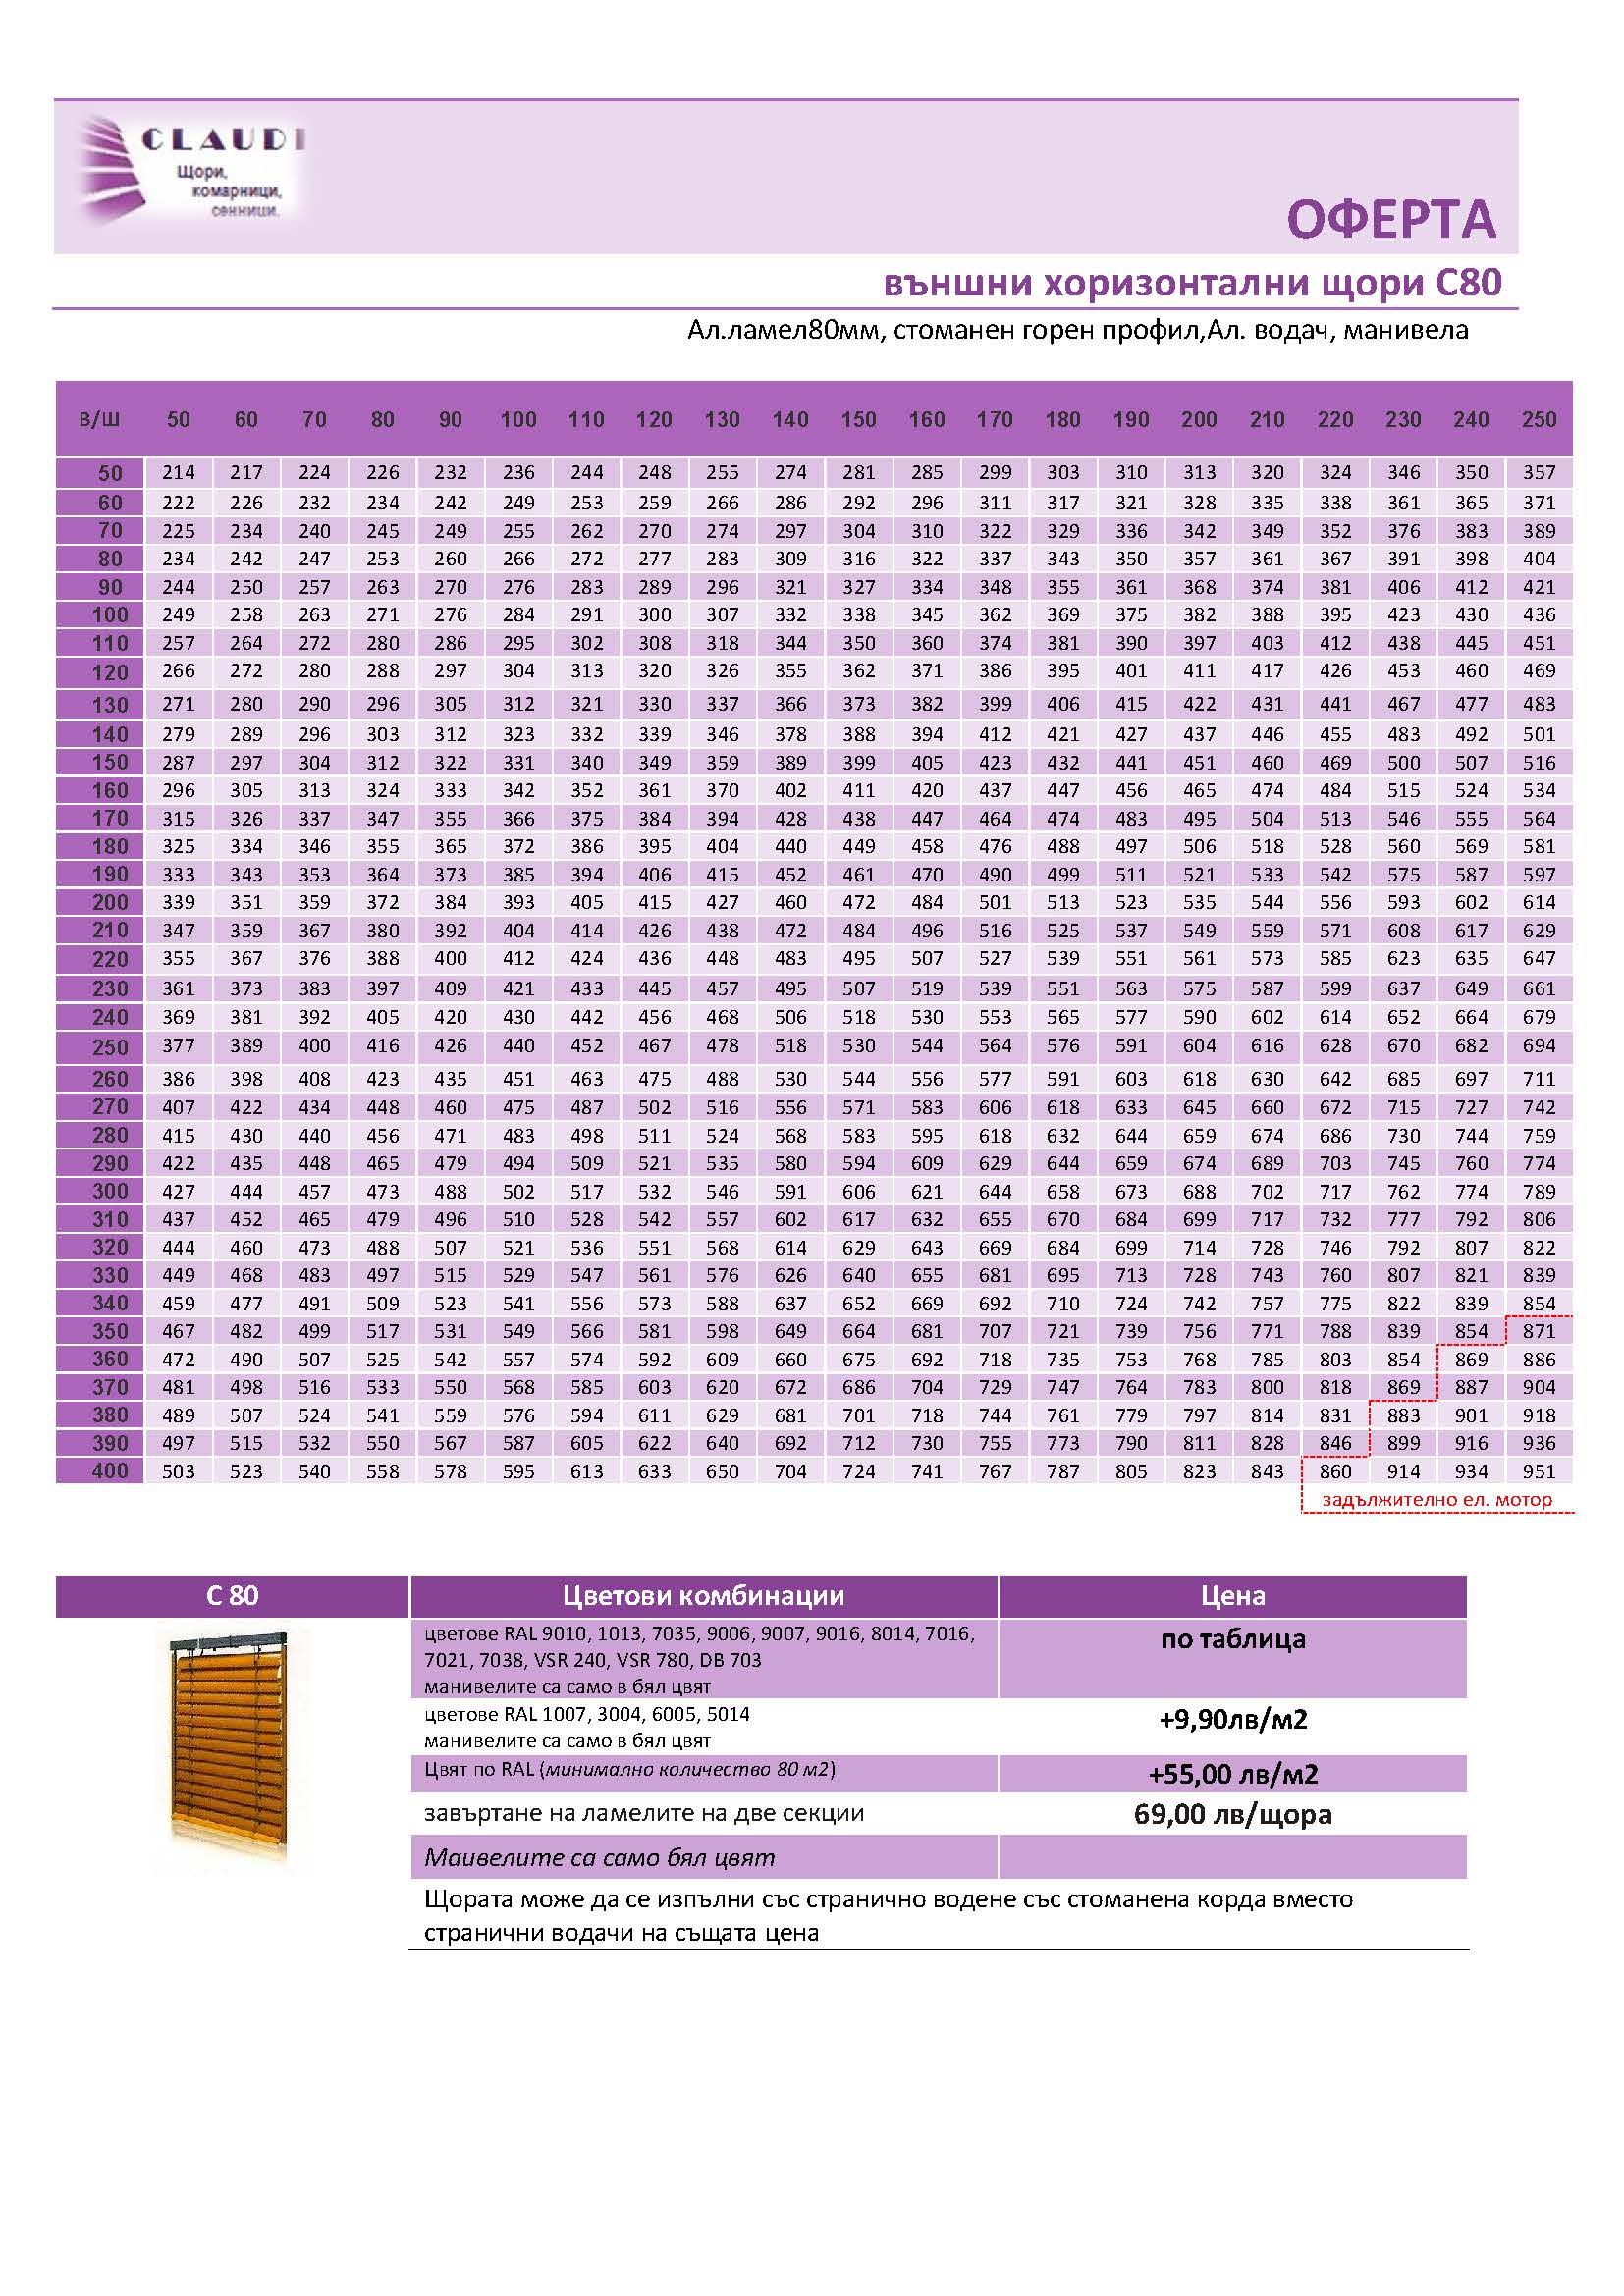 CLAUDI
Щори,
комарници,
сенници.
ОФЕРТА
външни хоризонтални щори С80
Ал.ламел80мм, стоманен горен профил,Ал. водач, манивела
В/Ш 50 60 70 80 90 100 110 120 130 140 150 160 170 180 190 200 210 220 230 240 250
50 214 217 224 226 232 236 244 248 255 274 281 285 299 303 310 313 320 324 346 350 357
60 222 226 232 234 242 249 253 259 266 286 292 296 311 317 321 328 335 338 361 365 371
70 225 234 240 245 249 255 262 270 274 297 304 310 322 329 336 342 349 352 376 383 389
80 234 242 247 253 260 266 272 277 283 309 316 322 337 343 350 357 361 367 391 398 404
90 244 250 257 263 270 276 283 289 296 321 327 334 348 355 361 368 374 381 406 412 421
100 249 258 263 271 276 284 291 300 307 332 338 345 362 369 375 382 388 395 423 430 436
110 257 264 272 280 286 295 302 308 318 344 350 360 374 381 390 397 403 412 438 445 451
120 266 272 280 288 297 304 313 320 326 355 362 371 386 395 401 411 417 426 453 460 469
130 271 280 290 296 305 312 321 330 337 366 373 382 399 406 415 422 431 441 467 477 483
140 279 289 296 303 312 323 332 339 346 378 388 394 412 421 427 437 446 455 483 492 501
150 287 297 304 312 322 331 340 349 359 389 399 405 423 432 441 451 460 469 500 507 516
160 296 305 313 324 333 342 352 361 370 402 411 420 437 447 456 465 474 484 515 524 534
170 315 326 337 347 355 366 375 384 394 428 438 447 464 474 483 495 504 513 546 555 564
180 325 334 346 355 365 372 386 395 404 440 449 458 476 488 497 506 518 528 560 569 581
190 333 343 353 364 373 385 394 406 415 452 461 470 490 499 511 521 533 542 575 587 597
200 339 351 359 372 384 393 405 415 427 460 472 484 501 513 523 535 544 556 593 602 614
210 347 359 367 380 392 404 414 426 438 472 484 496 516 525 537 549 559 571 608 617 629
220 355 367 376 388 400 412 424 436 448 483 495 507 527 539 551 561 573 585 623 635 647
230 361 373 383 397 409 421 433 445 457 495 507 519 539 551 563 575 587 599 637 649 661
240 369 381 392 405 420 430 442 456 468 506 518 530 553 565 577 590 602 614 652 664 679
250 377 389 400 416 426 440 452 467 478 518 530 544 564 576 591 604 616 628 670 682 694
260 386 398 408 423 435 451 463 475 488 530 544 556 577 591 603 618 630 642 685 697 711
270 407 422 434 448 460 475 487 502 516 556 571 583 606 618 633 645 660 672 715 727 742
280 415 430 440 456 471 483 498 511 524 568 583 595 618 632 644 659 674 686 730 744 759
290 422 435 448 465 479 494 509 521 535 580 594 609 629 644 659 674 689 703 745 760 774
300 427 444 457 473 488 502 517 532 546 591 606 621 644 658 673 688 702 717 762 774 789
310 437 452 465 479 496 510 528 542 557 602 617 632 655 670 684 699 717 732 777 792 806
320 444 460 473 488 507 521 536 551 568 614 629 643 669 684 699 714 728 746 792 807 822
330 449 468 483 497 515 529 547 561 576 626 640 655 681 695 713 728 743 760 807 821 839
340 459 477 491 509 523 541 556 573 588 637 652 669 692 710 724 742 757 775 822 839 854
350 467 482 499 517 531 549 566 581 598 649 664 681 707 721 739 756 771 788 839 854 871
360 472 490 507 525 542 557 574 592 609 660 675 692 718 735 753 768 785 803 854 869 886
370 481 498 516 533 550 568 585 603 620 672 686 704 729 747 764 783 800 818 869 887 904
380 489 507 524 541 559 576 594 611 629 681 701 718 744 761 779 797 814 831 883 901 918
390 497 515 532 550 567 587 605 622 640 692 712 730 755 773 790 811 828 846 899 916 936
400 503 523 540 558 578 595 613 633 650 704 724 741 767 787 805 823 843 860 914 934 951
задължително ел. мотор
С 80 Цветови комбинации Цена
цветове RAL 9010, 1013, 7035, 9006, 9007, 9016, 8014, 7016,
7021, 7038, VSR 240, VSR 780, DB 703
манивелите са само в бял цвят
по таблица
цветове RAL 1007, 3004, 6005, 5014
манивелите са само в бял цвят
+9,90лв/м2
Цвят по RAL (минимално количество 80 м2) +55,00 лв/м2
завъртане на ламелите на две секции 69,00 лв/щора
Маивелите са само бял цвят
Щората може да се изпълни със странично водене със стоманена корда вместо
странични водачи на същата цена